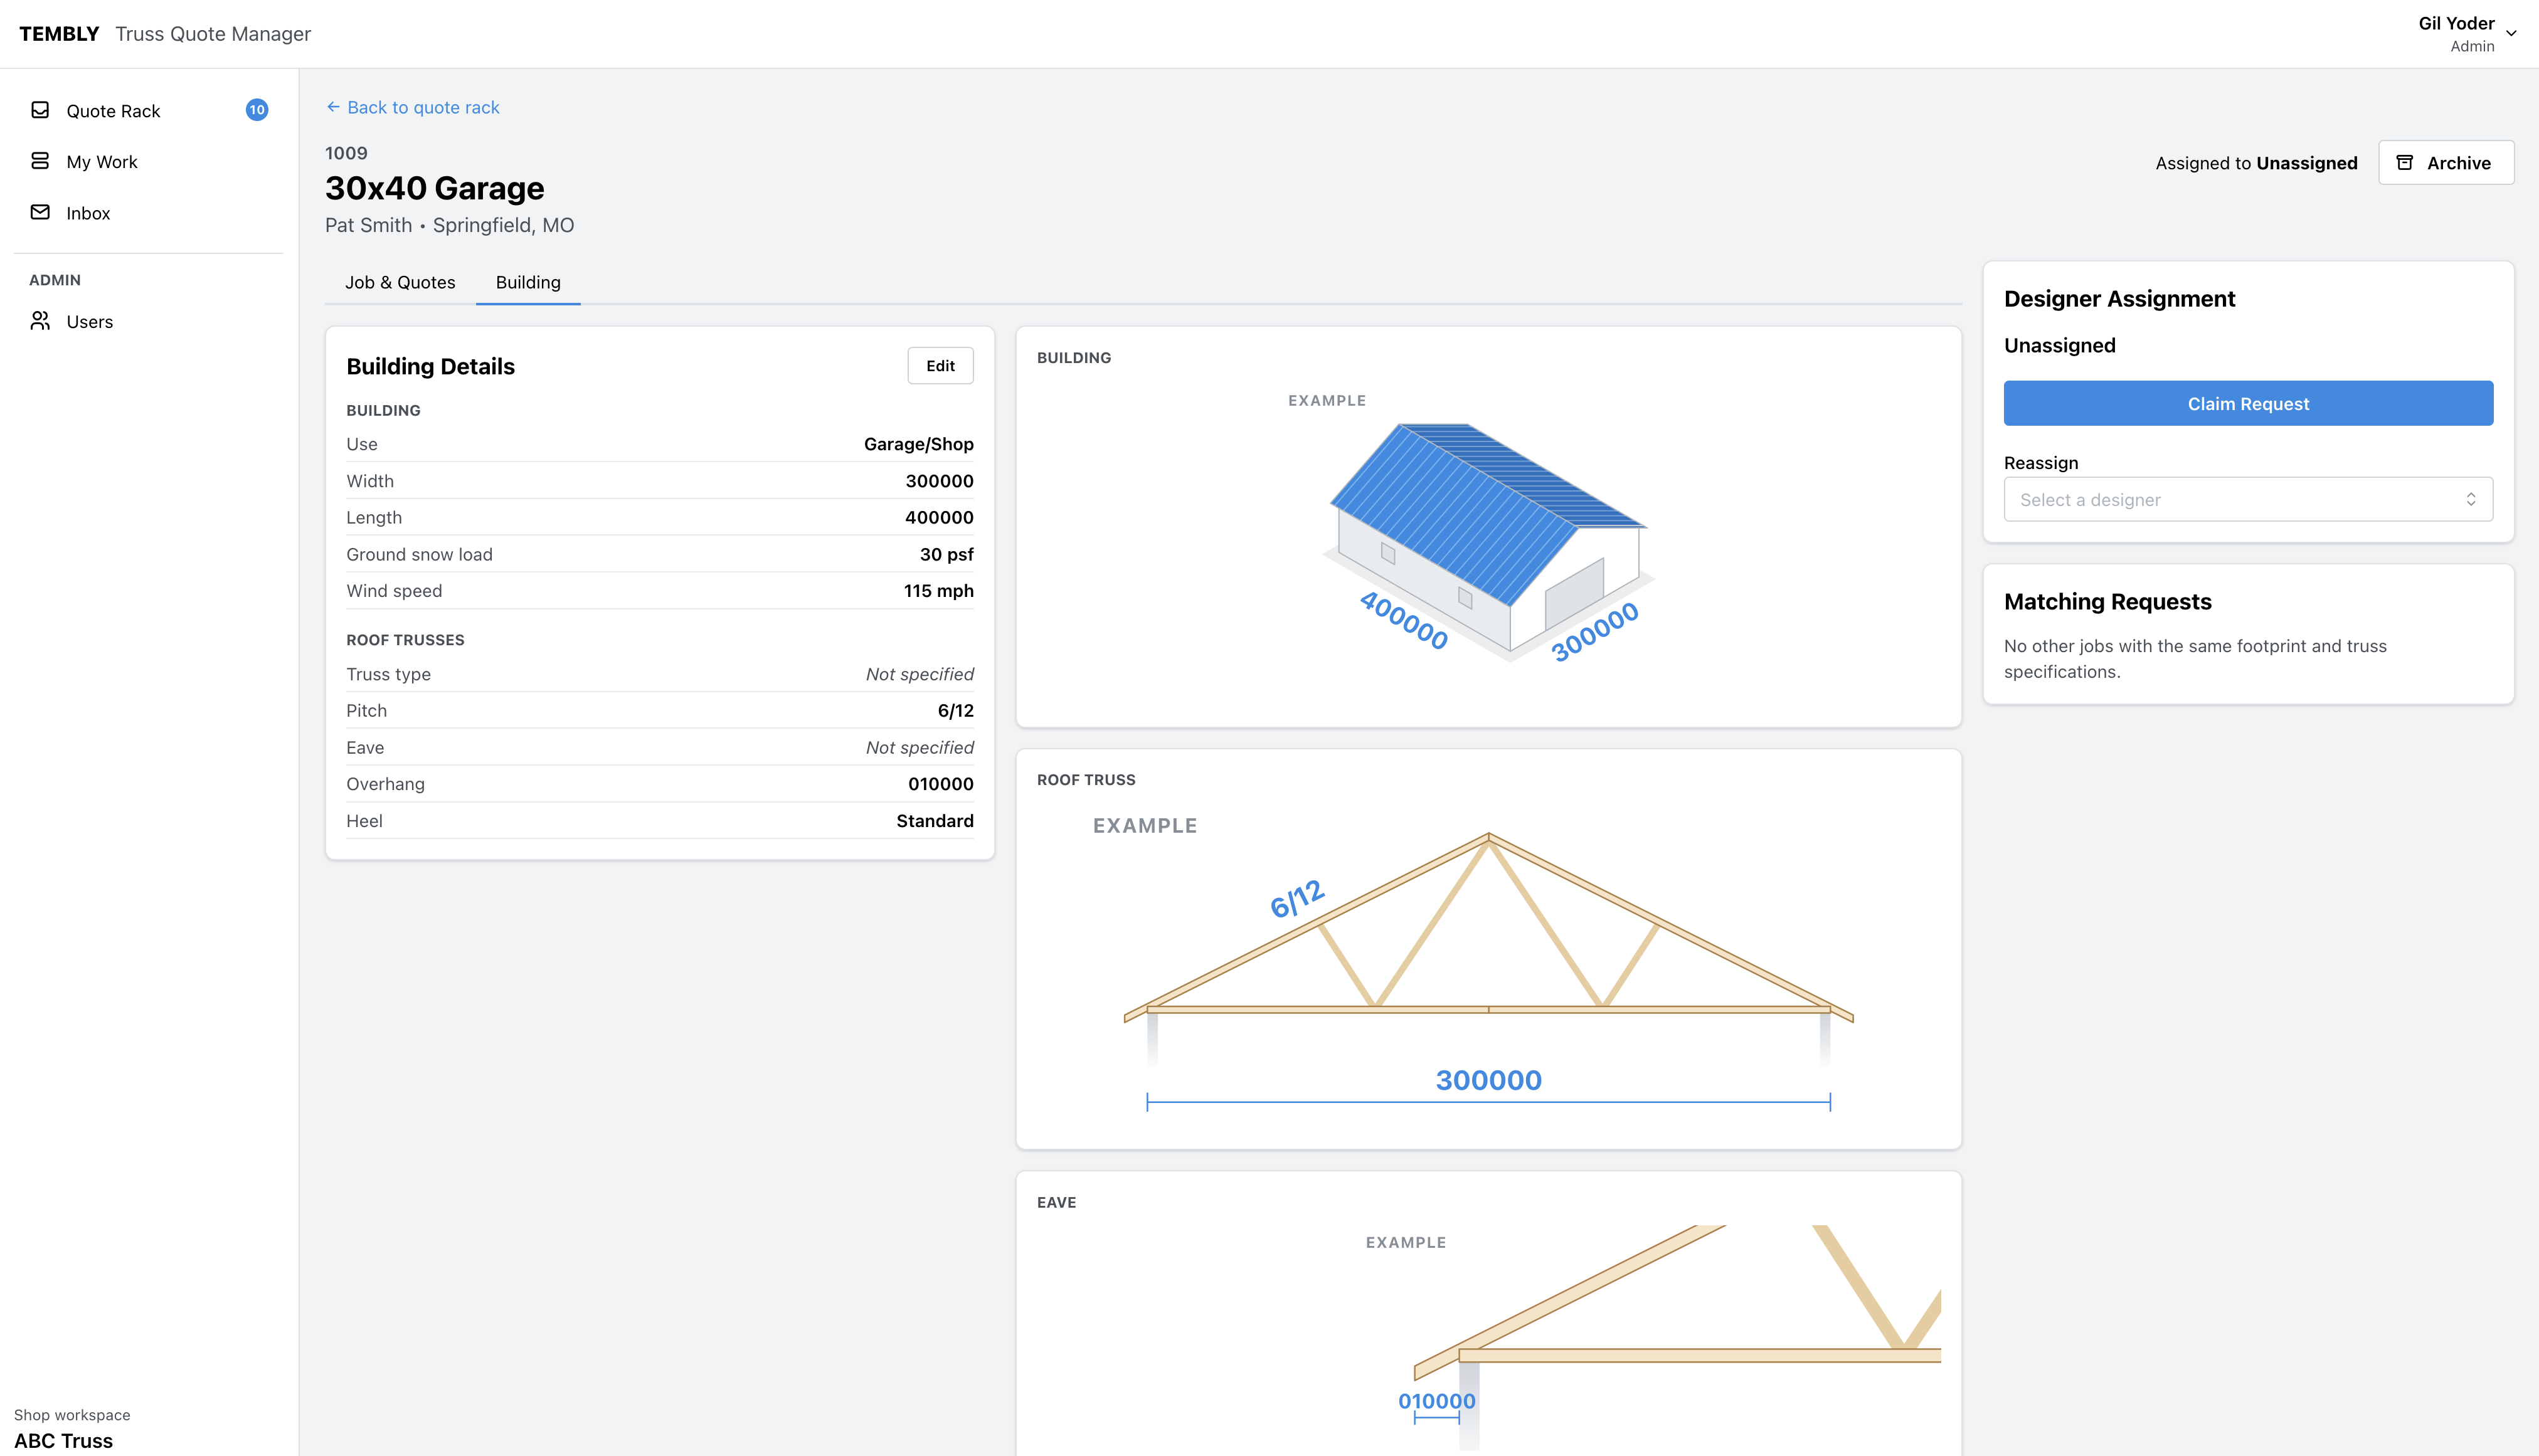 TEMBLY Truss Quote Manager
Gil Yoder
Admin
Quote Rack 10
My Work
Inbox
ADMIN
Users
Shop workspace
ABC Truss
← Back to quote rack
1009
30x40 Garage
Pat Smith • Springfield, MO
Assigned to Unassigned
Archive
Job & Quotes
Building
Building Details
Edit
BUILDING
Use Garage/Shop
Width 300000
Length 400000
Ground snow load 30 psf
Wind speed 115 mph
ROOF TRUSSES
Truss type Not specified
Pitch 6/12
Eave Not specified
Overhang 010000
Heel Standard
BUILDING
EXAMPLE
400000
300000
ROOF TRUSS
EXAMPLE
6/12
300000
EAVE
EXAMPLE
010000
Designer Assignment
Unassigned
Claim Request
Reassign
Select a designer
Matching Requests
No other jobs with the same footprint and truss
specifications.